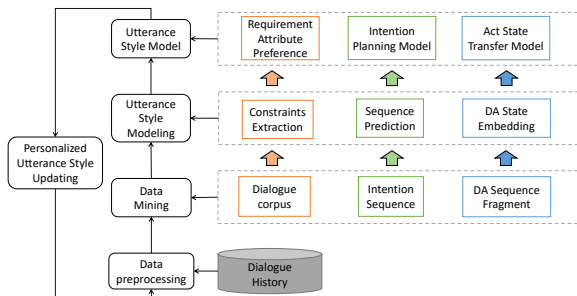 Utterance
Style Model
Requirement
Attribute
Preference
Intention
Planning Model
Act State
Transfer Model
Utterance
Style
Modeling
Constraints
Extraction
Sequence
Prediction
DA State
Embedding
Personalized
Utterance Style
Updating
Data
Mining
Dialogue
corpus
Intention
Sequence
DA Sequence
Fragment
Data
preprocessing
Dialogue
History